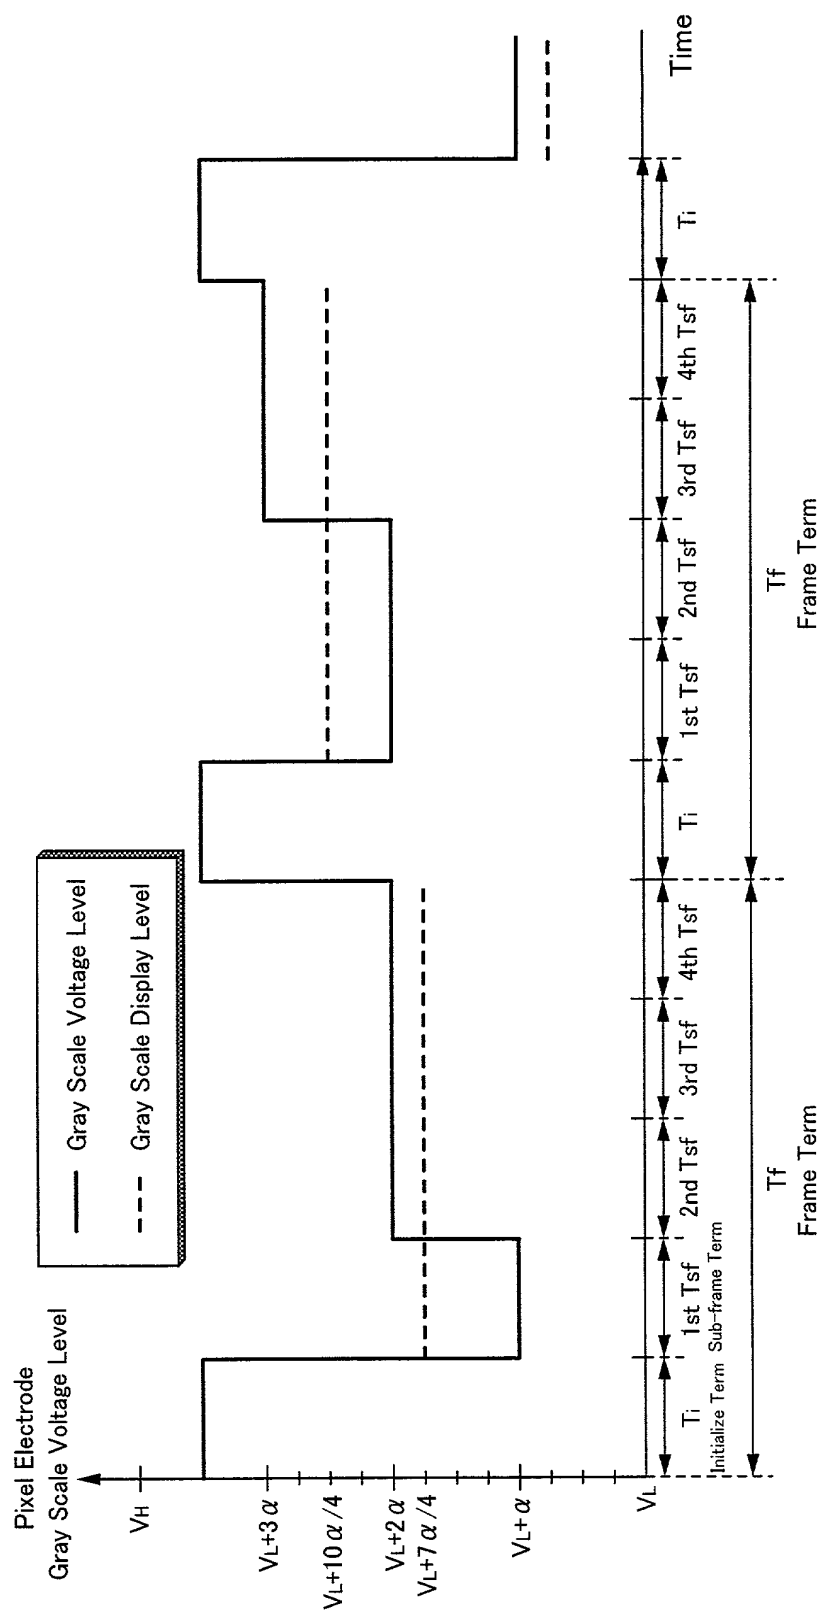 Pixel Electrode
Gray Scale Voltage Level
Gray Scale Voltage Level
Gray Scale Display Level
VH
VL+3α
VL+10α/4
VL+2α
VL+7α/4
VL+α
VL
Time
Ti
1st Tsf
2nd Tsf
3rd Tsf
4th Tsf
Ti
1st Tsf
2nd Tsf
3rd Tsf
4th Tsf
Ti
Initialize Term
Sub-frame Term
Tf
Frame Term
Tf
Frame Term